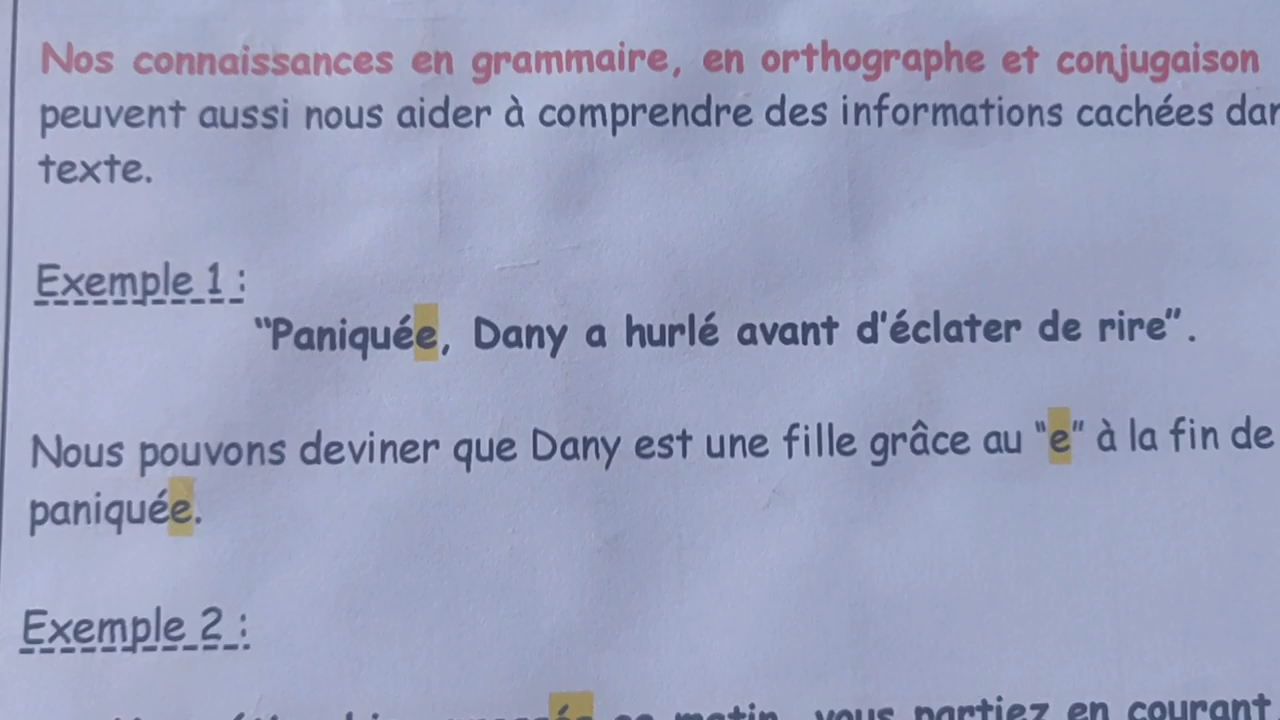 Nos connaissances en grammaire, en orthographe et conjugaison
peuvent aussi nous aider à comprendre des informations cachées
texte.
Exemple 1 :
"Paniquée, Dany a hurlé avant d'éclater de rire".
Nous pouvons deviner que Dany est une fille grâce au "e" à la fin de
paniquée.
Exemple 2 :
matin, vous partiez en courant